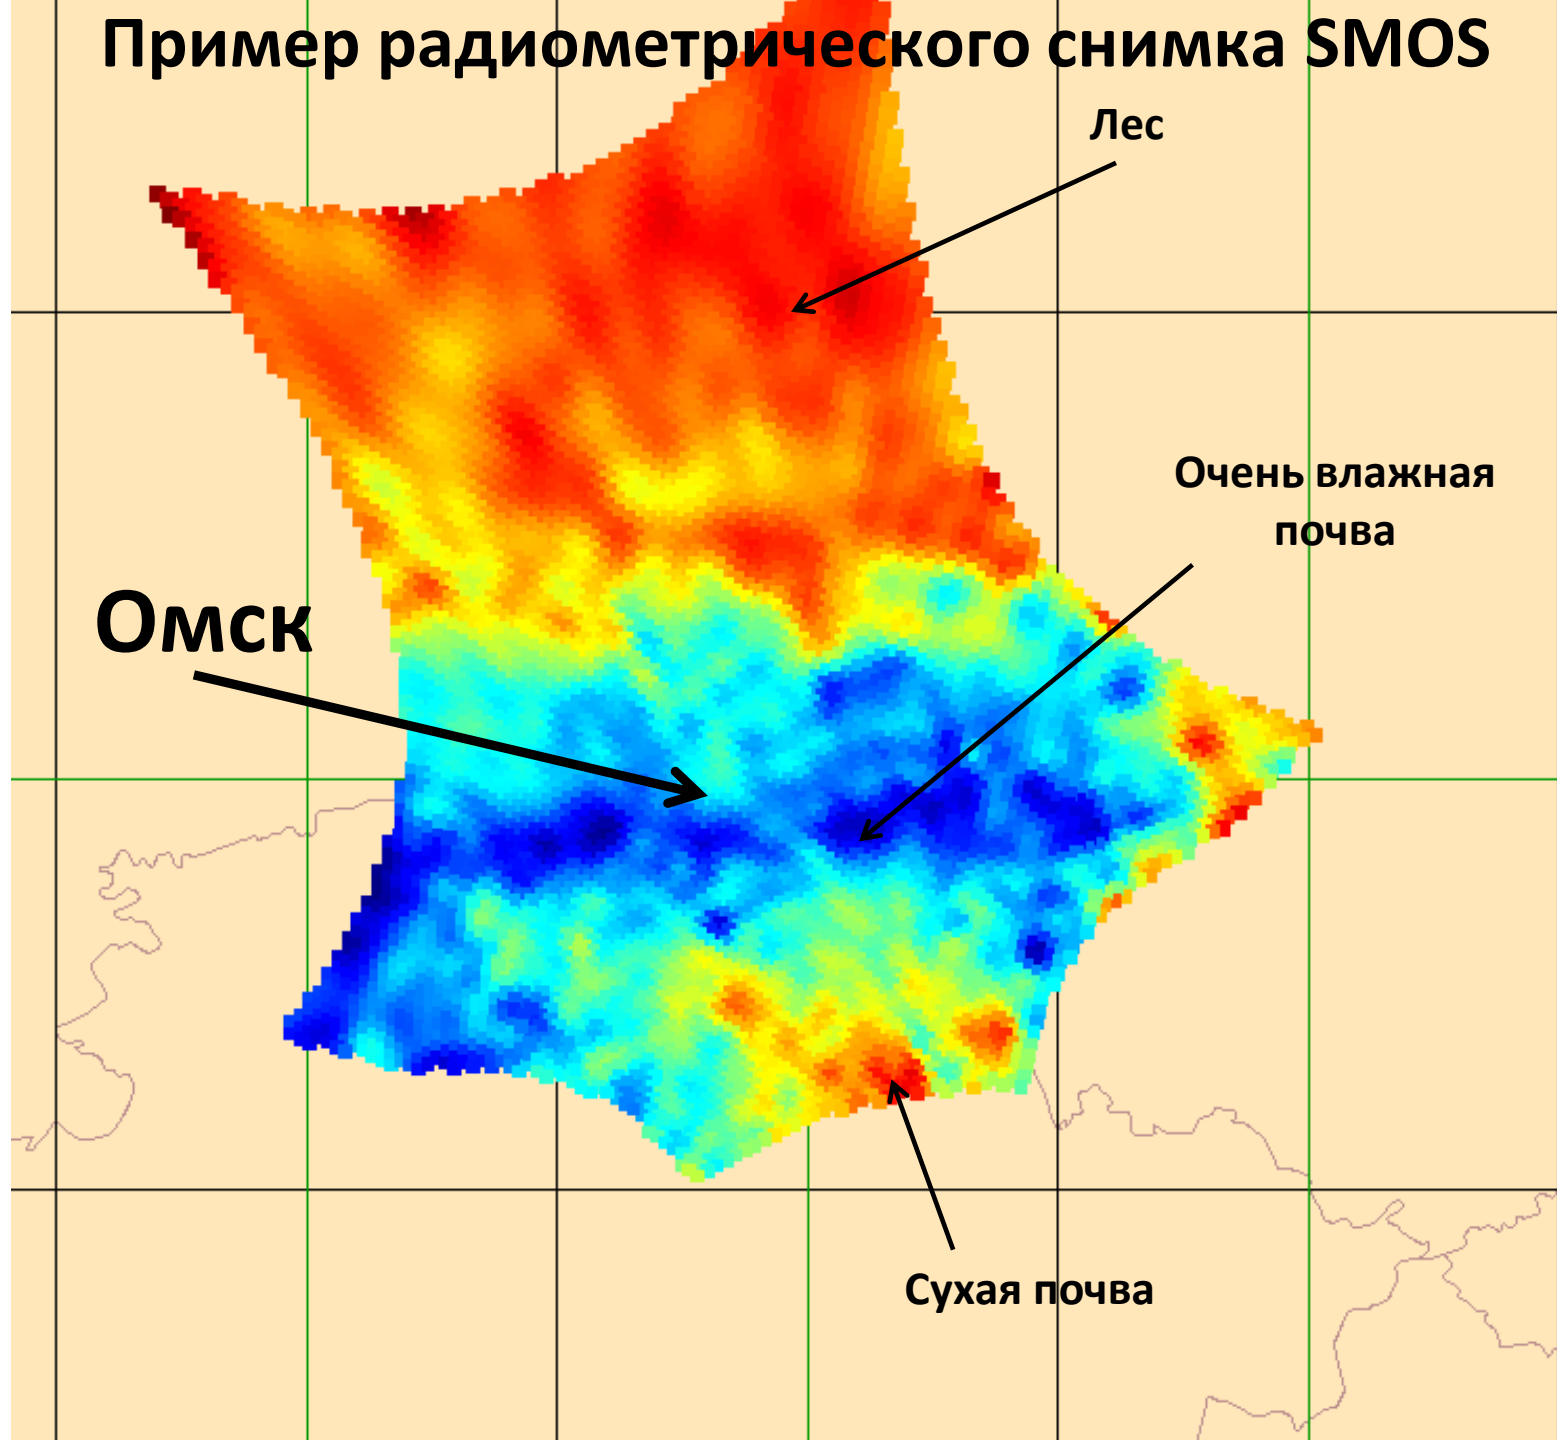 Пример радиометрического снимка SMOS
Лес
Очень влажная
почва
Омск
Сухая почва